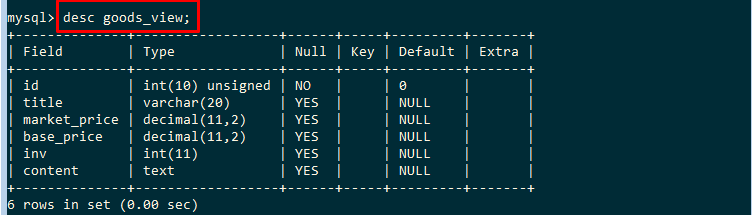 mysql> desc goods_view;
+--------------+------------------+------+-----+---------+-------+
| Field        | Type             | Null | Key | Default | Extra |
+--------------+------------------+------+-----+---------+-------+
| id           | int(10) unsigned | NO   |     | 0       |       |
| title        | varchar(20)      | YES  |     | NULL    |       |
| market_price | decimal(11,2)    | YES  |     | NULL    |       |
| base_price   | decimal(11,2)    | YES  |     | NULL    |       |
| inv          | int(11)          | YES  |     | NULL    |       |
| content      | text             | YES  |     | NULL    |       |
+--------------+------------------+------+-----+---------+-------+
6 rows in set (0.00 sec)